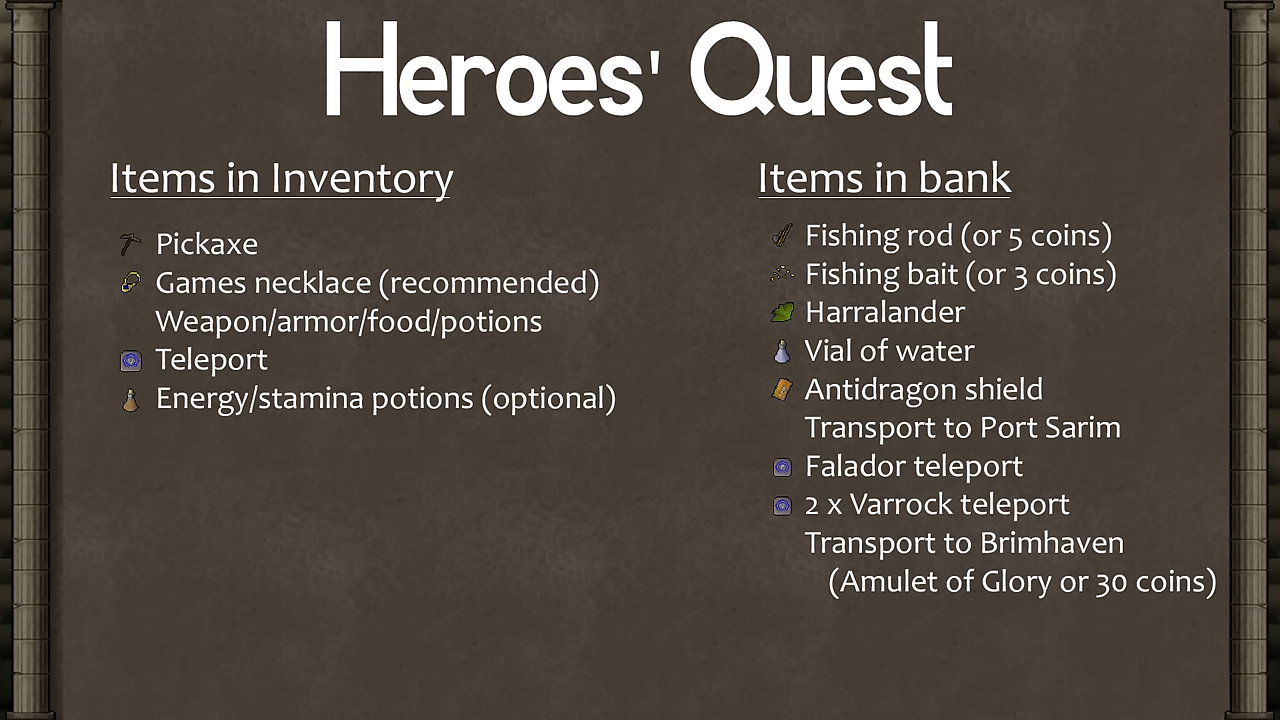 Heroes' Quest
Items in Inventory
Pickaxe
Games necklace (recommended)
Weapon/armor/food/potions
Teleport
Energy/stamina potions (optional)
Items in bank
Fishing rod (or 5 coins)
Fishing bait (or 3 coins)
Harralander
Vial of water
Antidragon shield
Transport to Port Sarim
Falador teleport
2 x Varrock teleport
Transport to Brimhaven
(Amulet of Glory or 30 coins)